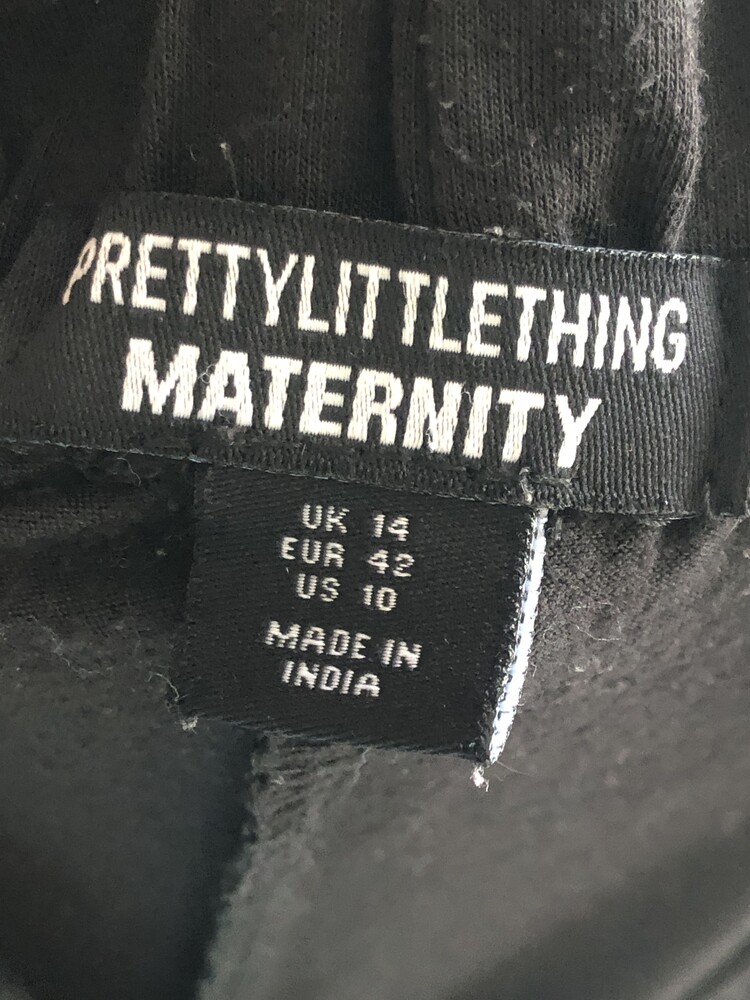 PRETTYLITTLETHING
MATERNITY
UK 14
EUR 42
US 10
MADE IN
INDIA